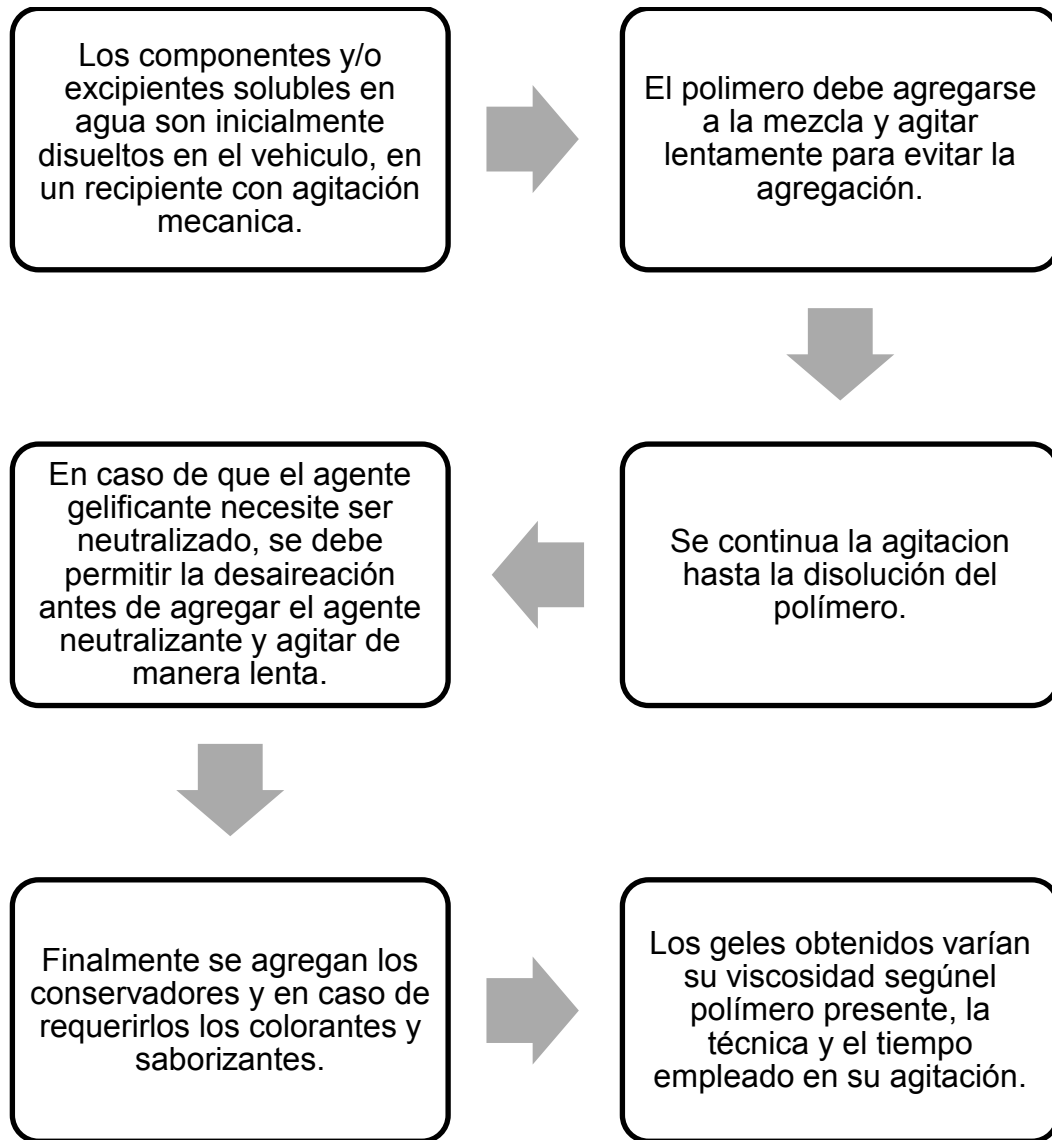 Los componentes y/o
excipientes solubles en
agua son inicialmente
disueltos en el vehiculo, en
un recipiente con agitación
mecanica.
El polimero debe agregarse
a la mezcla y agitar
lentamente para evitar la
agregación.
Se continua la agitacion
hasta la disolución del
polímero.
En caso de que el agente
gelificante necesite ser
neutralizado, se debe
permitir la desaireación
antes de agregar el agente
neutralizante y agitar de
manera lenta.
Finalmente se agregan los
conservadores y en caso de
requerirlos los colorantes y
saborizantes.
Los geles obtenidos varían
su viscosidad segúnel
polímero presente, la
técnica y el tiempo
empleado en su agitación.